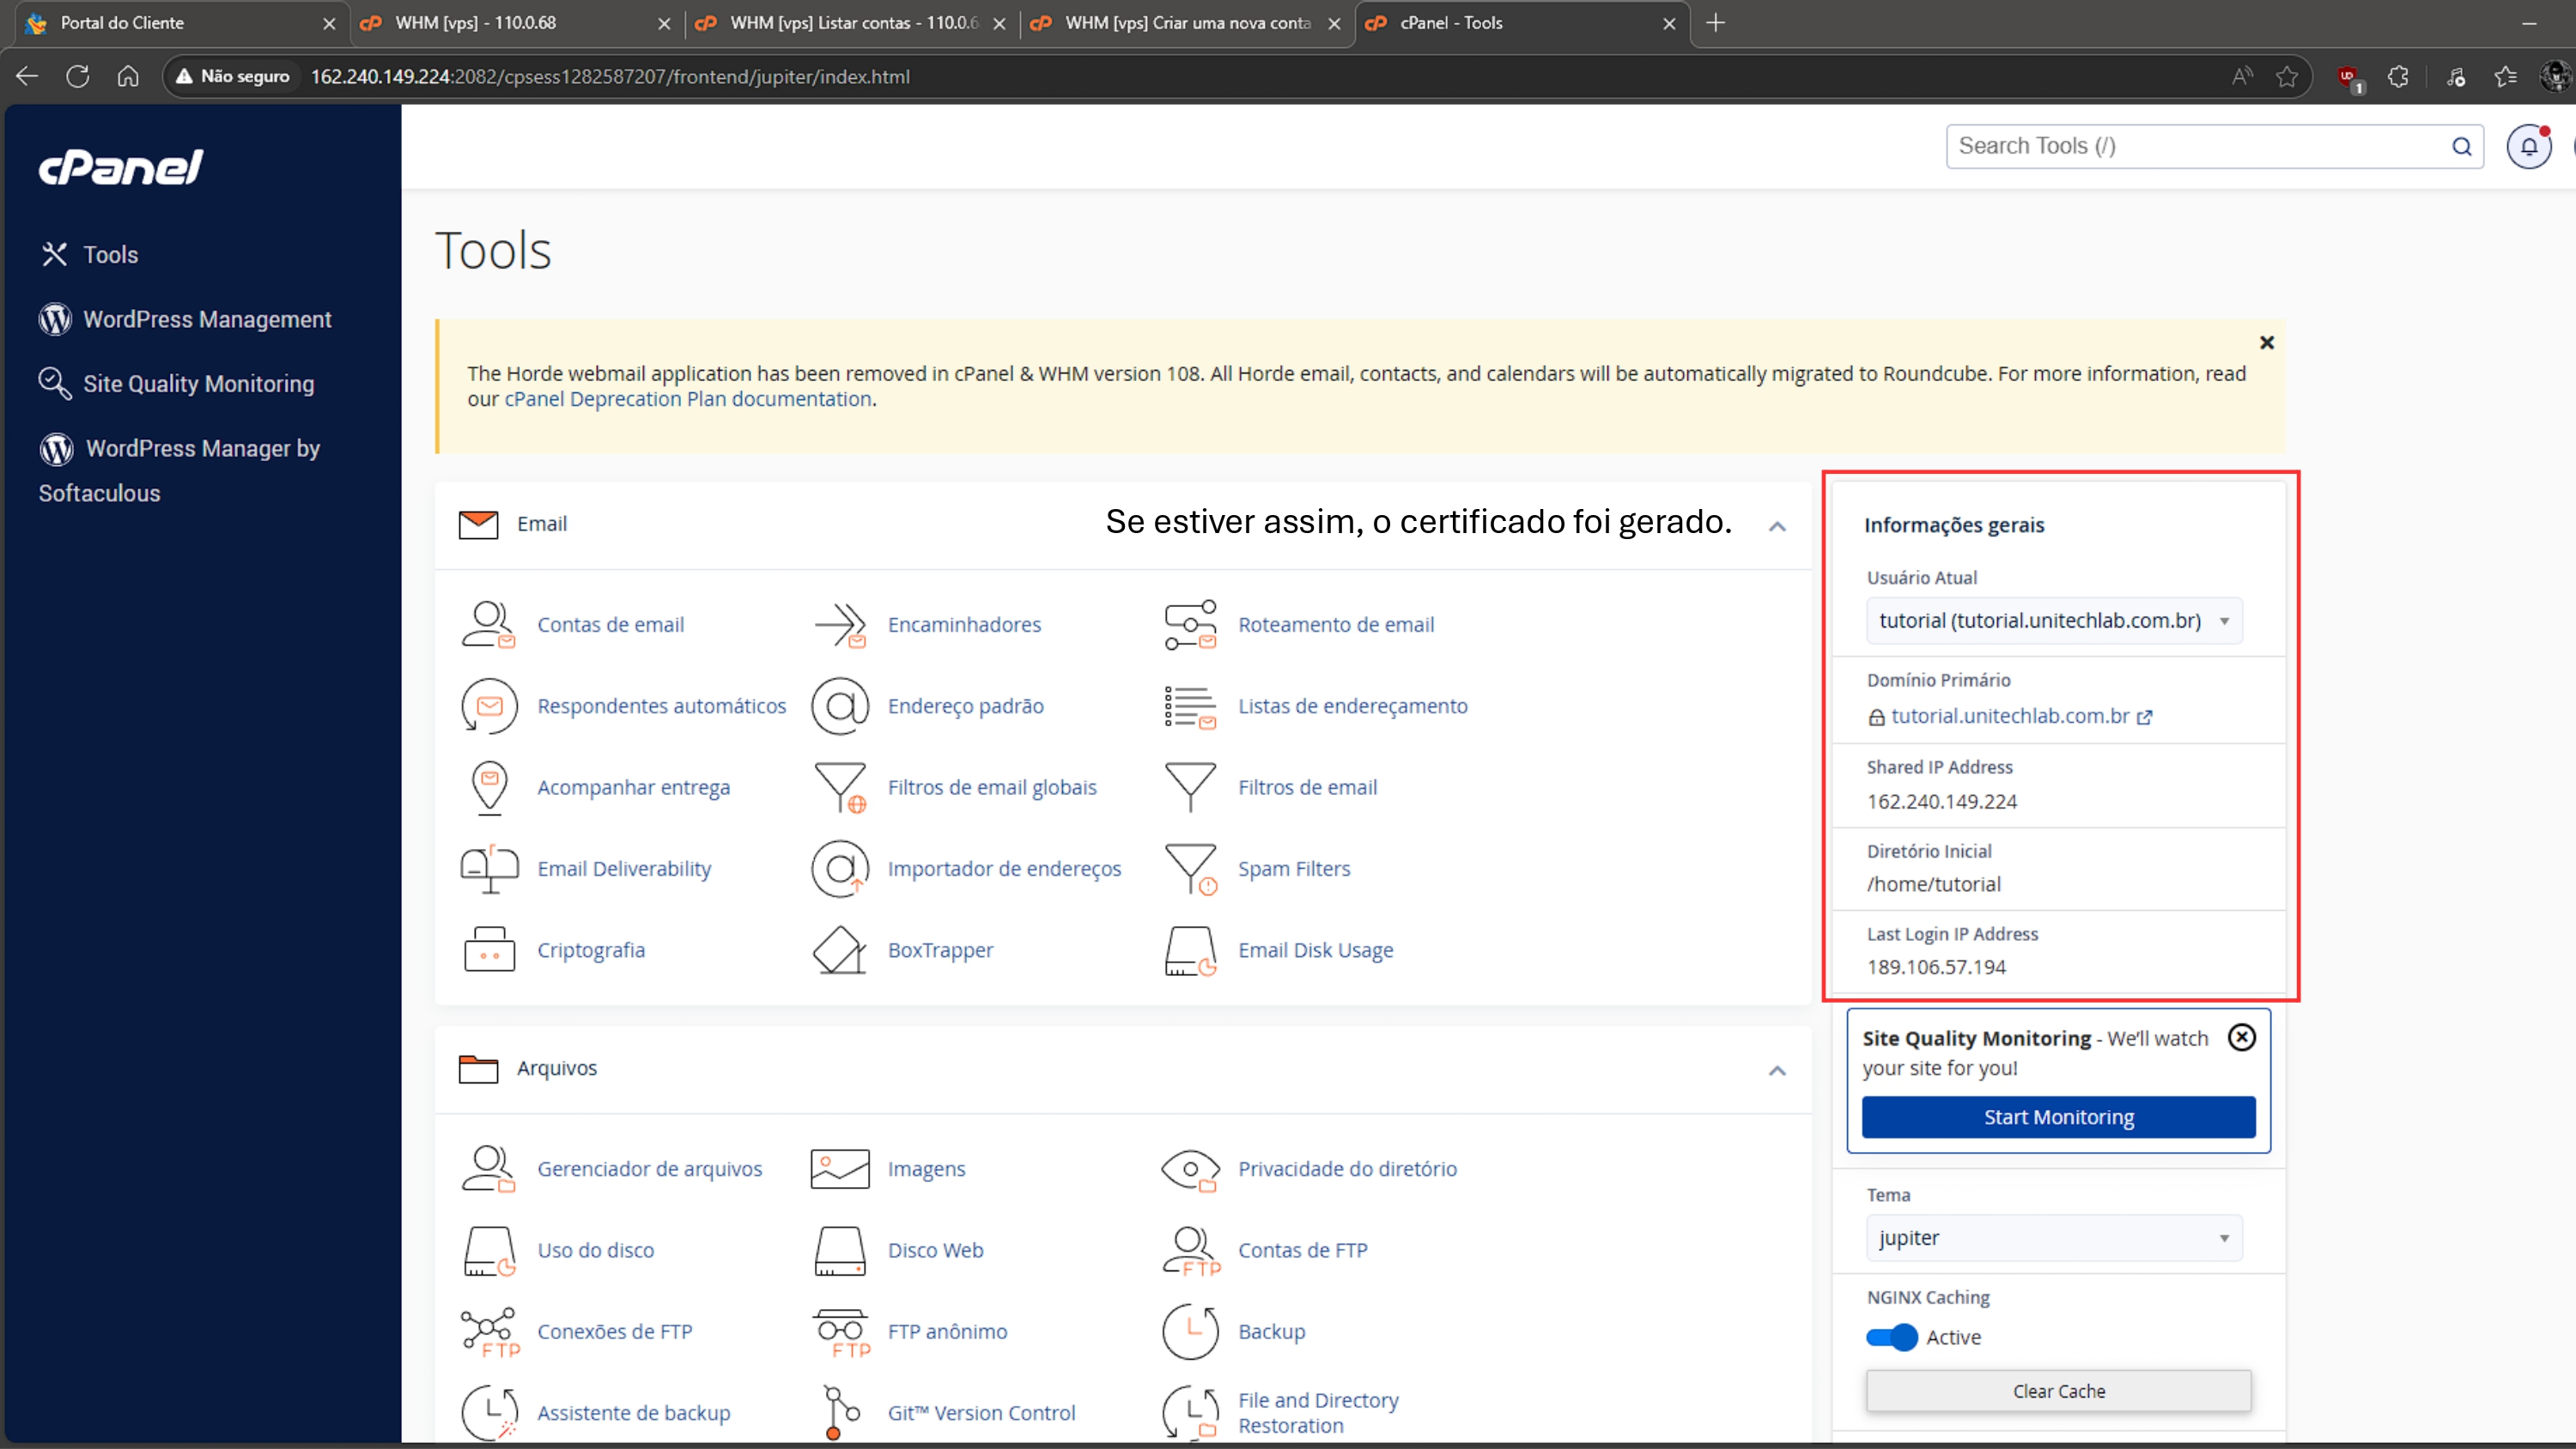 Portal do Cliente
WHM [vps] - 110.0.68
WHM [vps] Listar contas - 110.0.6
WHM [vps] Criar uma nova conta
cPanel - Tools
Não seguro
162.240.149.224:2082/cpsess1282587207/frontend/jupiter/index.html
1
cPanel
Search Tools (/)
Tools
WordPress Management
Site Quality Monitoring
WordPress Manager by
Softaculous
Tools
The Horde webmail application has been removed in cPanel & WHM version 108. All Horde email, contacts, and calendars will be automatically migrated to Roundcube. For more information, read
our cPanel Deprecation Plan documentation.
Email
Se estiver assim, o certificado foi gerado.
Contas de email
Encaminhadores
Roteamento de email
Respondentes automáticos
Endereço padrão
Listas de endereçamento
Acompanhar entrega
Filtros de email globais
Filtros de email
Email Deliverability
Importador de endereços
Spam Filters
Criptografia
BoxTrapper
Email Disk Usage
Arquivos
Gerenciador de arquivos
Imagens
Privacidade do diretório
Uso do disco
Disco Web
Contas de FTP
Conexões de FTP
FTP anônimo
Backup
Assistente de backup
Git™ Version Control
File and Directory
Restoration
Informações gerais
Usuário Atual
tutorial (tutorial.unitechlab.com.br)
Domínio Primário
tutorial.unitechlab.com.br
Shared IP Address
162.240.149.224
Diretório Inicial
/home/tutorial
Last Login IP Address
189.106.57.194
Site Quality Monitoring - We'll watch
your site for you!
Start Monitoring
Tema
jupiter
NGINX Caching
Active
Clear Cache